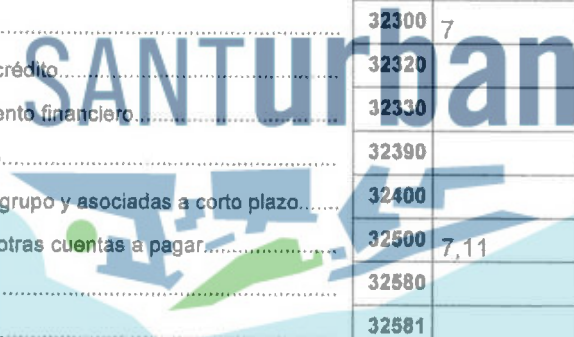 32300 7
crédito 32320
ento financiero 32330
32390
grupo y asociadas a corto plazo 32400
otras cuentas a pagar 32500 7,11
32580
32581
SANTurban